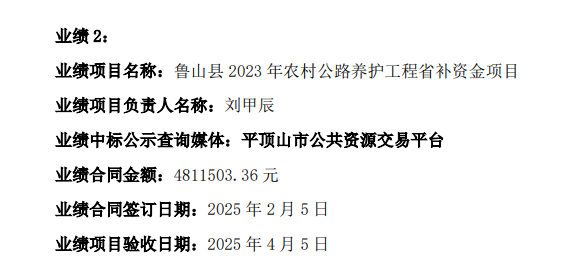 业绩 2：
业绩项目名称：鲁山县 2023 年农村公路养护工程省补资金项目
业绩项目负责人名称：刘甲辰
业绩中标公示查询媒体：平顶山市公共资源交易平台
业绩合同金额：4811503.36 元
业绩合同签订日期：2025 年 2 月 5 日
业绩项目验收日期：2025 年 4 月 5 日